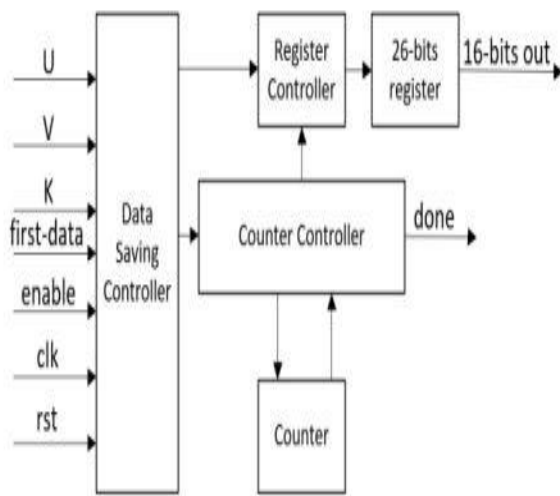 U
V
K
first-data
enable
clk
rst
Data
Saving
Controller
Register
Controller
26-bits
register
16-bits out
Counter Controller
done
Counter